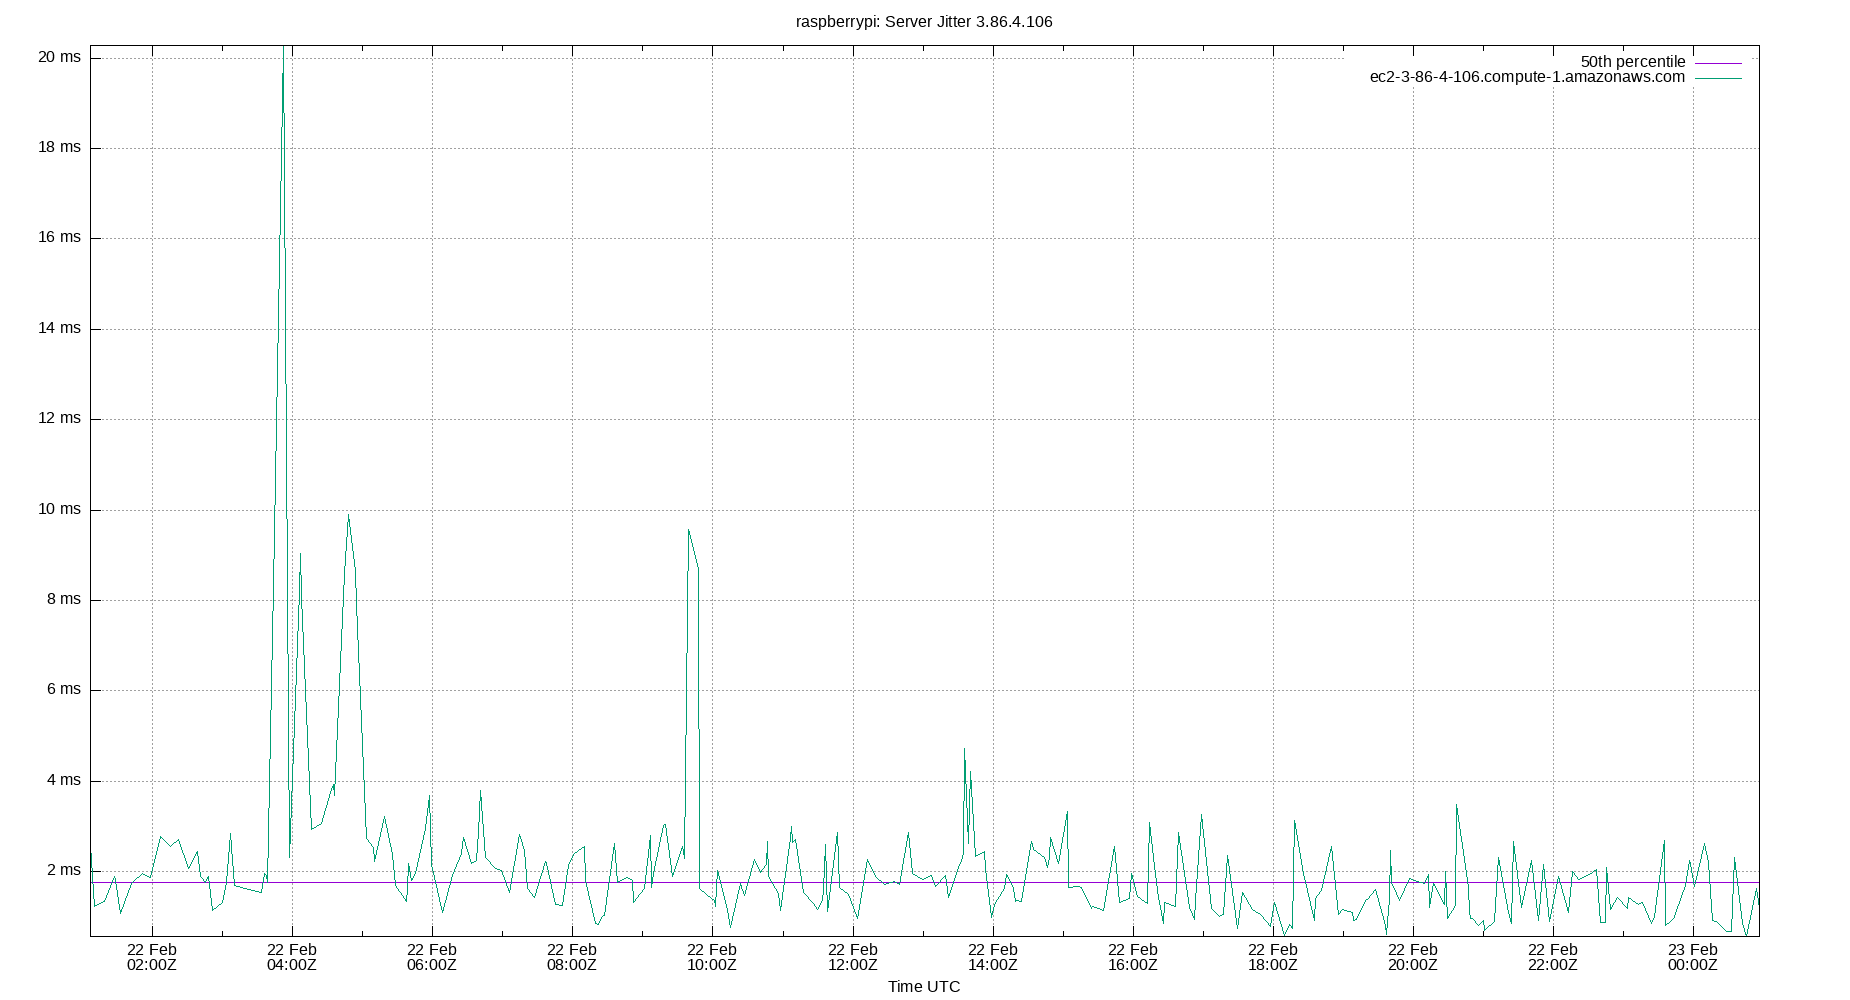 raspberrypi: Server Jitter 3.86.4.106
50th percentile
ec2-3-86-4-106.compute-1.amazonaws.com
20 ms
18 ms
16 ms
14 ms
12 ms
10 ms
8 ms
6 ms
4 ms
2 ms
22 Feb 22 Feb 22 Feb 22 Feb 22 Feb 22 Feb 22 Feb 22 Feb 22 Feb 22 Feb 22 Feb 23 Feb
02:00Z 04:00Z 06:00Z 08:00Z 10:00Z 12:00Z 14:00Z 16:00Z 18:00Z 20:00Z 22:00Z 00:00Z
Time UTC